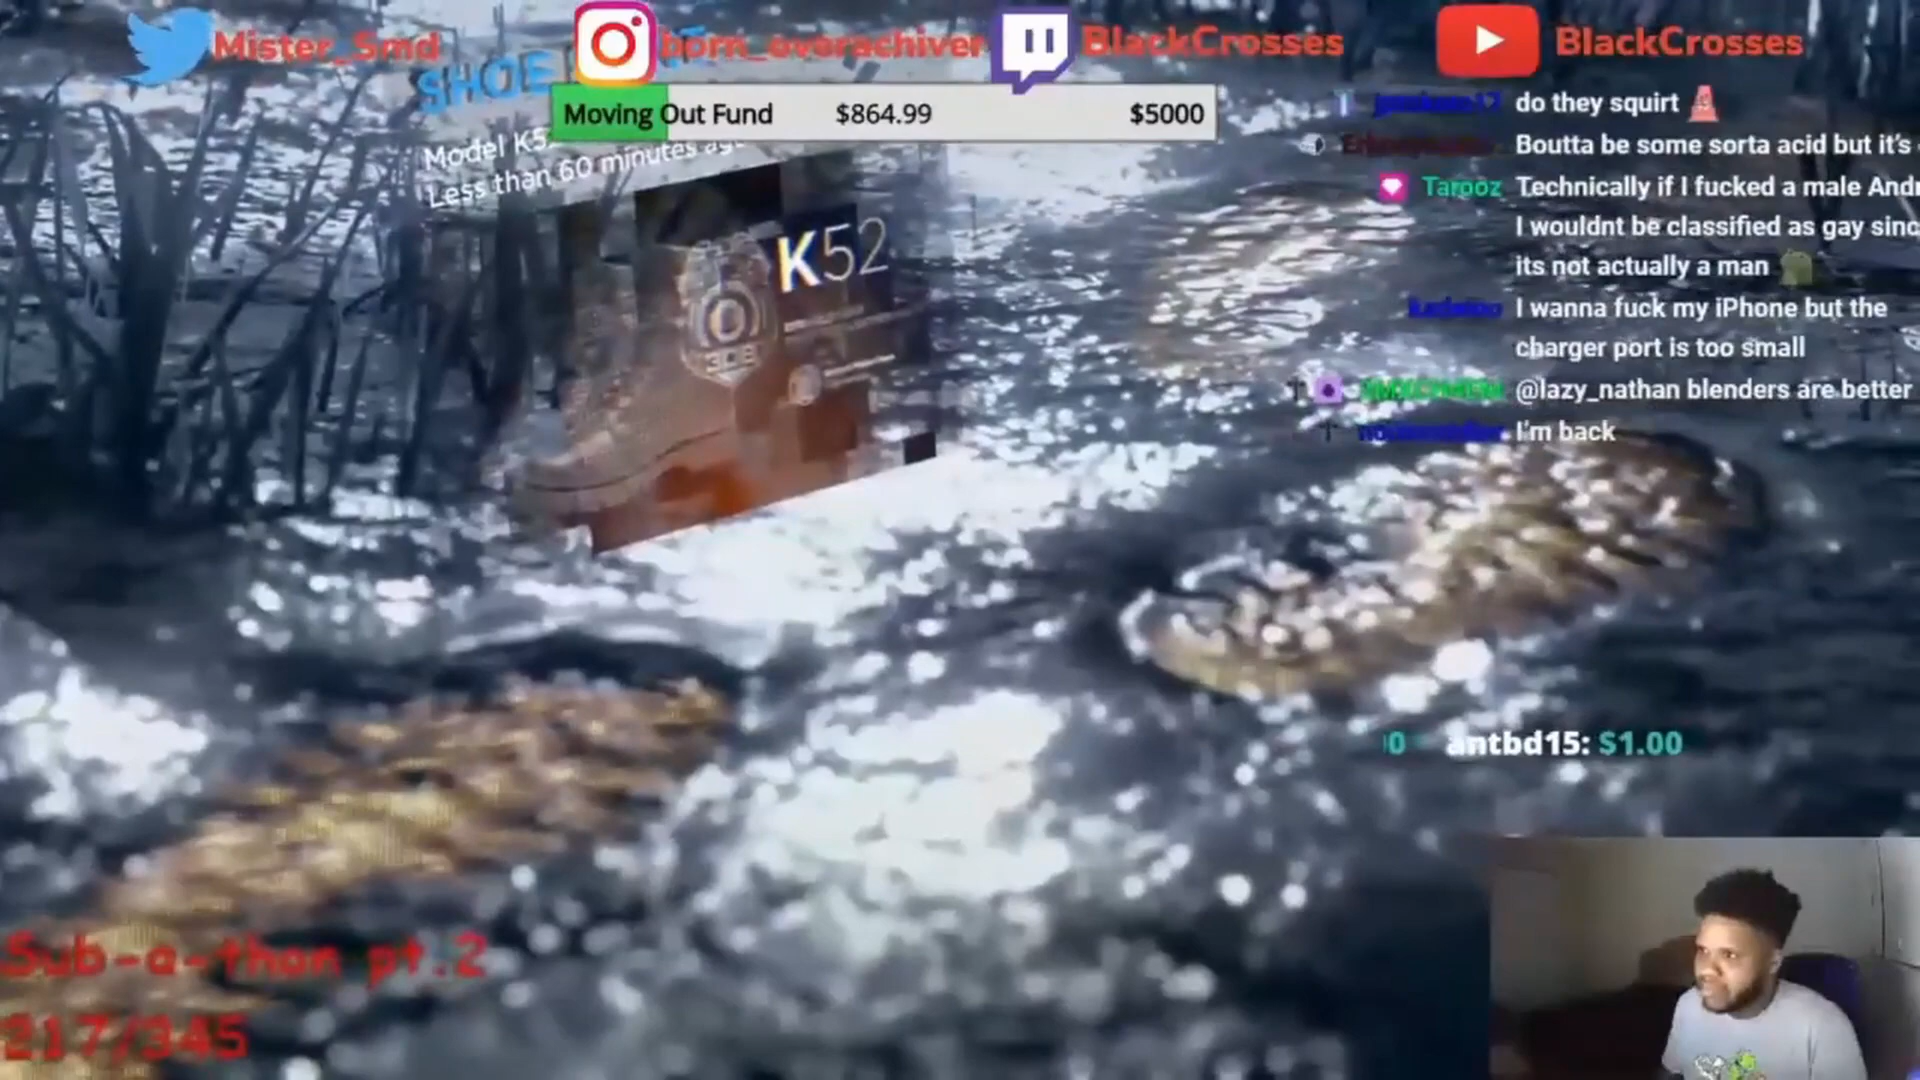 Mister_Smd
born_overachiver
BlackCrosses
BlackCrosses
Moving Out Fund $864.99 $5000
Model K52
Less than 60 minutes ago
K52
do they squirt
Boutta be some sorta acid but it's
Tarooz Technically if I fucked a male Andr
I wouldnt be classified as gay sinc
its not actually a man
I wanna fuck my iPhone but the
charger port is too small
@lazy_nathan blenders are better
I'm back
antbd15: $1.00
Sub-a-thon pt.2
217/345